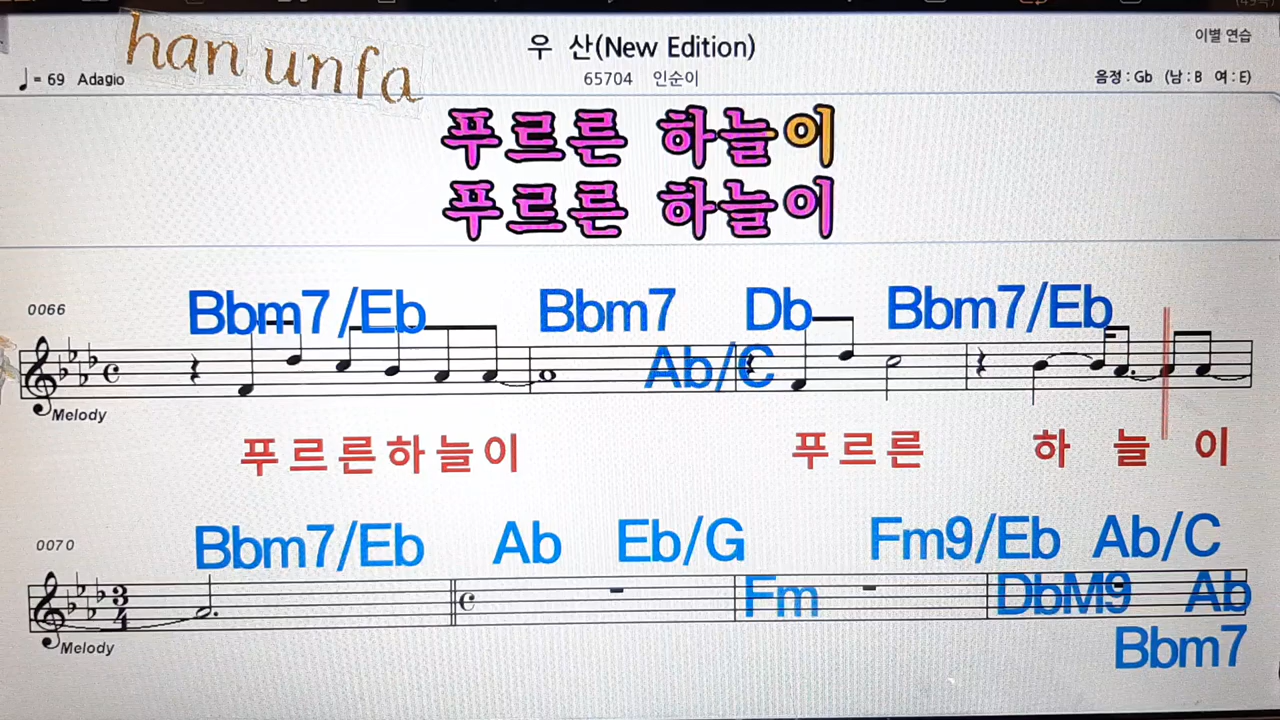 han unfa
우 산(New Edition)
이별 연습
♩= 69 Adagio
65704 인순이
음정 : Gb (남 : B 여 : E)
푸르른 하늘이
푸르른 하늘이
0066
Bbm7/Eb Bbm7 Db Bbm7/Eb
Ab/C
Melody
푸르른하늘이 푸르른 하 늘 이
0070
Bbm7/Eb Ab Eb/G Fm9/Eb Ab/C
3/4
Fm DbM9 Ab
Melody
Bbm7